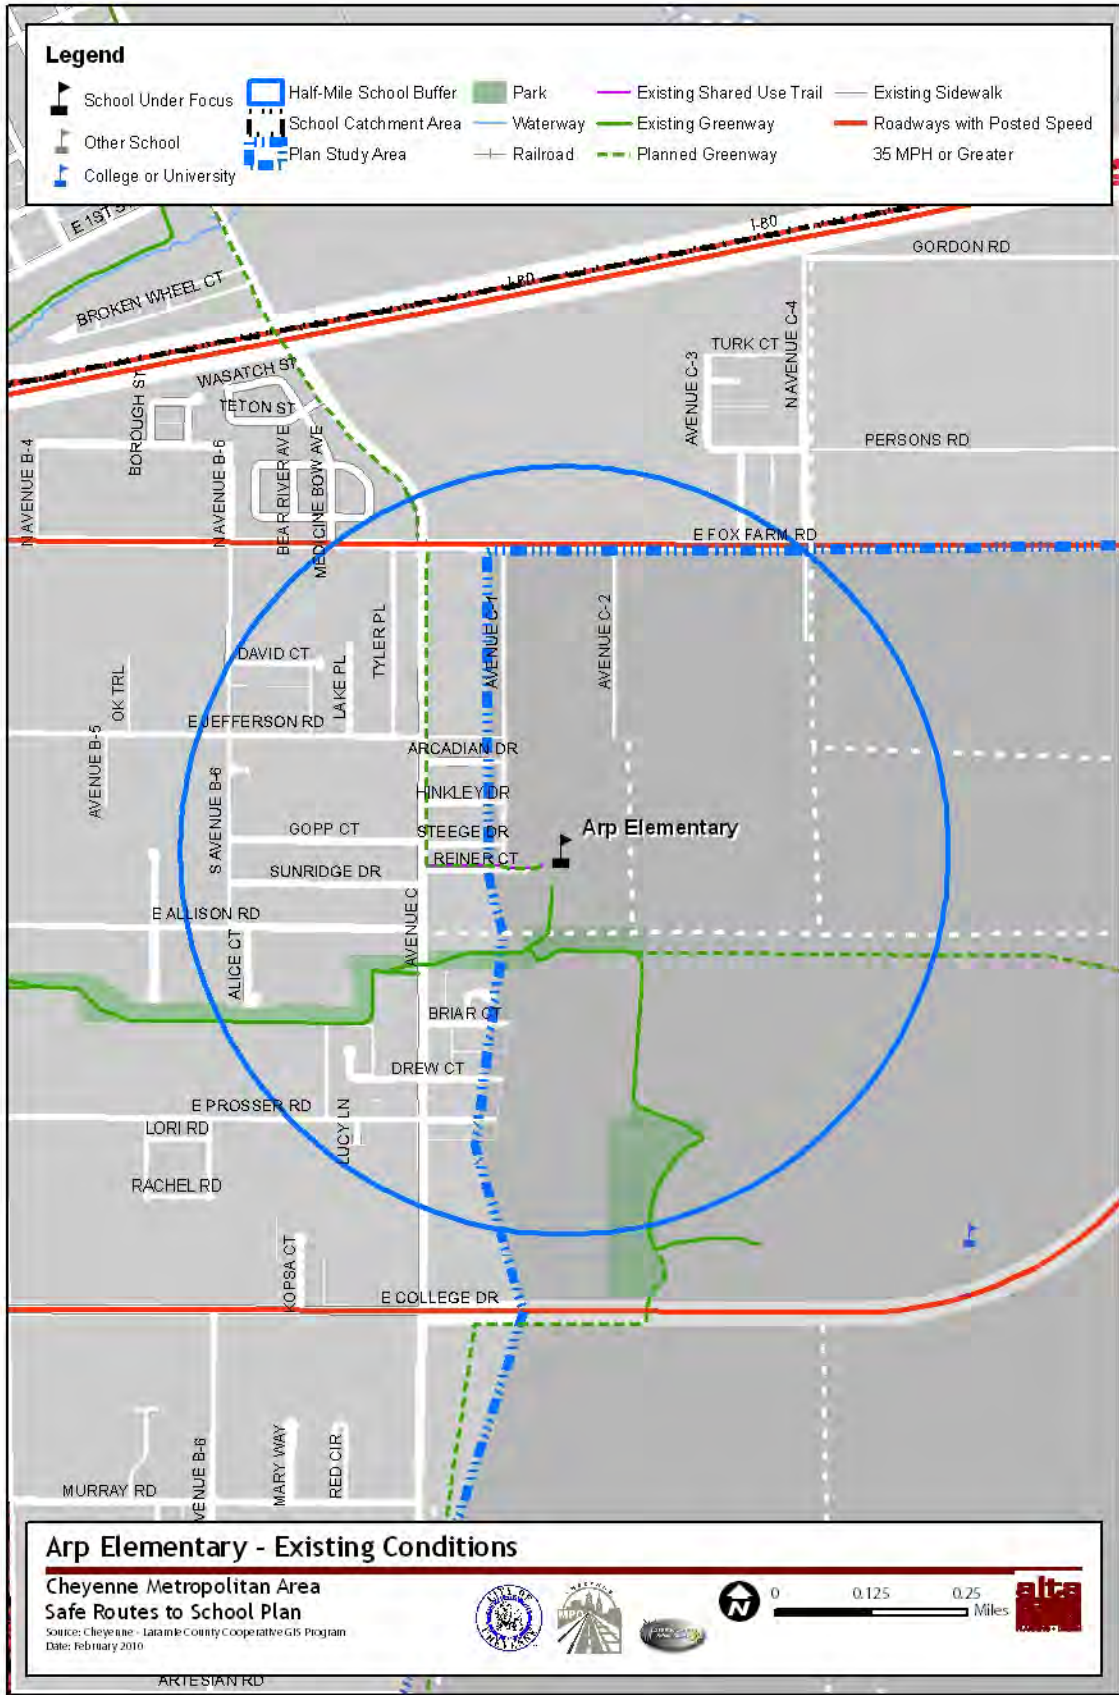 Legend
School Under Focus
Other School
College or University
Half-Mile School Buffer
School Catchment Area
Plan Study Area
Park
Waterway
Railroad
Existing Shared Use Trail
Existing Greenway
Planned Greenway
Existing Sidewalk
Roadways with Posted Speed
35 MPH or Greater
E 1ST
I-80
GORDON RD
I-80
BROKEN WHEEL CT
N AVENUE C-4
TURK CT
AVENUE C-3
WASATCH ST
BOROUGH ST
TETON ST
N AVENUE B-4
N AVENUE B-6
BEAR RIVER AVE
MEDICINE BOW AVE
PERSONS RD
E FOX FARM RD
AVENUE C-1
AVENUE C-2
TYLER PL
DAVID CT
LAKE PL
OK TRL
E JEFFERSON RD
AVENUE B-5
ARCADIAN DR
S AVENUE B-6
HINKLEY DR
GOPP CT
STEEGE DR
Arp Elementary
REINER CT
SUNRIDGE DR
E ALLISON RD
AVENUE C
ALICE CT
BRIAR CT
DREW CT
E PROSSER RD
LUCY LN
LORI RD
RACHEL RD
KOPSA CT
E COLLEGE DR
VENUE B-6
MARY WAY
RED CIR
MURRAY RD
Arp Elementary - Existing Conditions
Cheyenne Metropolitan Area
Safe Routes to School Plan
Source: Cheyenne - Laramie County Cooperative GIS Program
Date: February 2010
CITY OF
CHEYENNE
MPO
N
0 0.125 0.25
Miles
alta
ARTESIAN RD